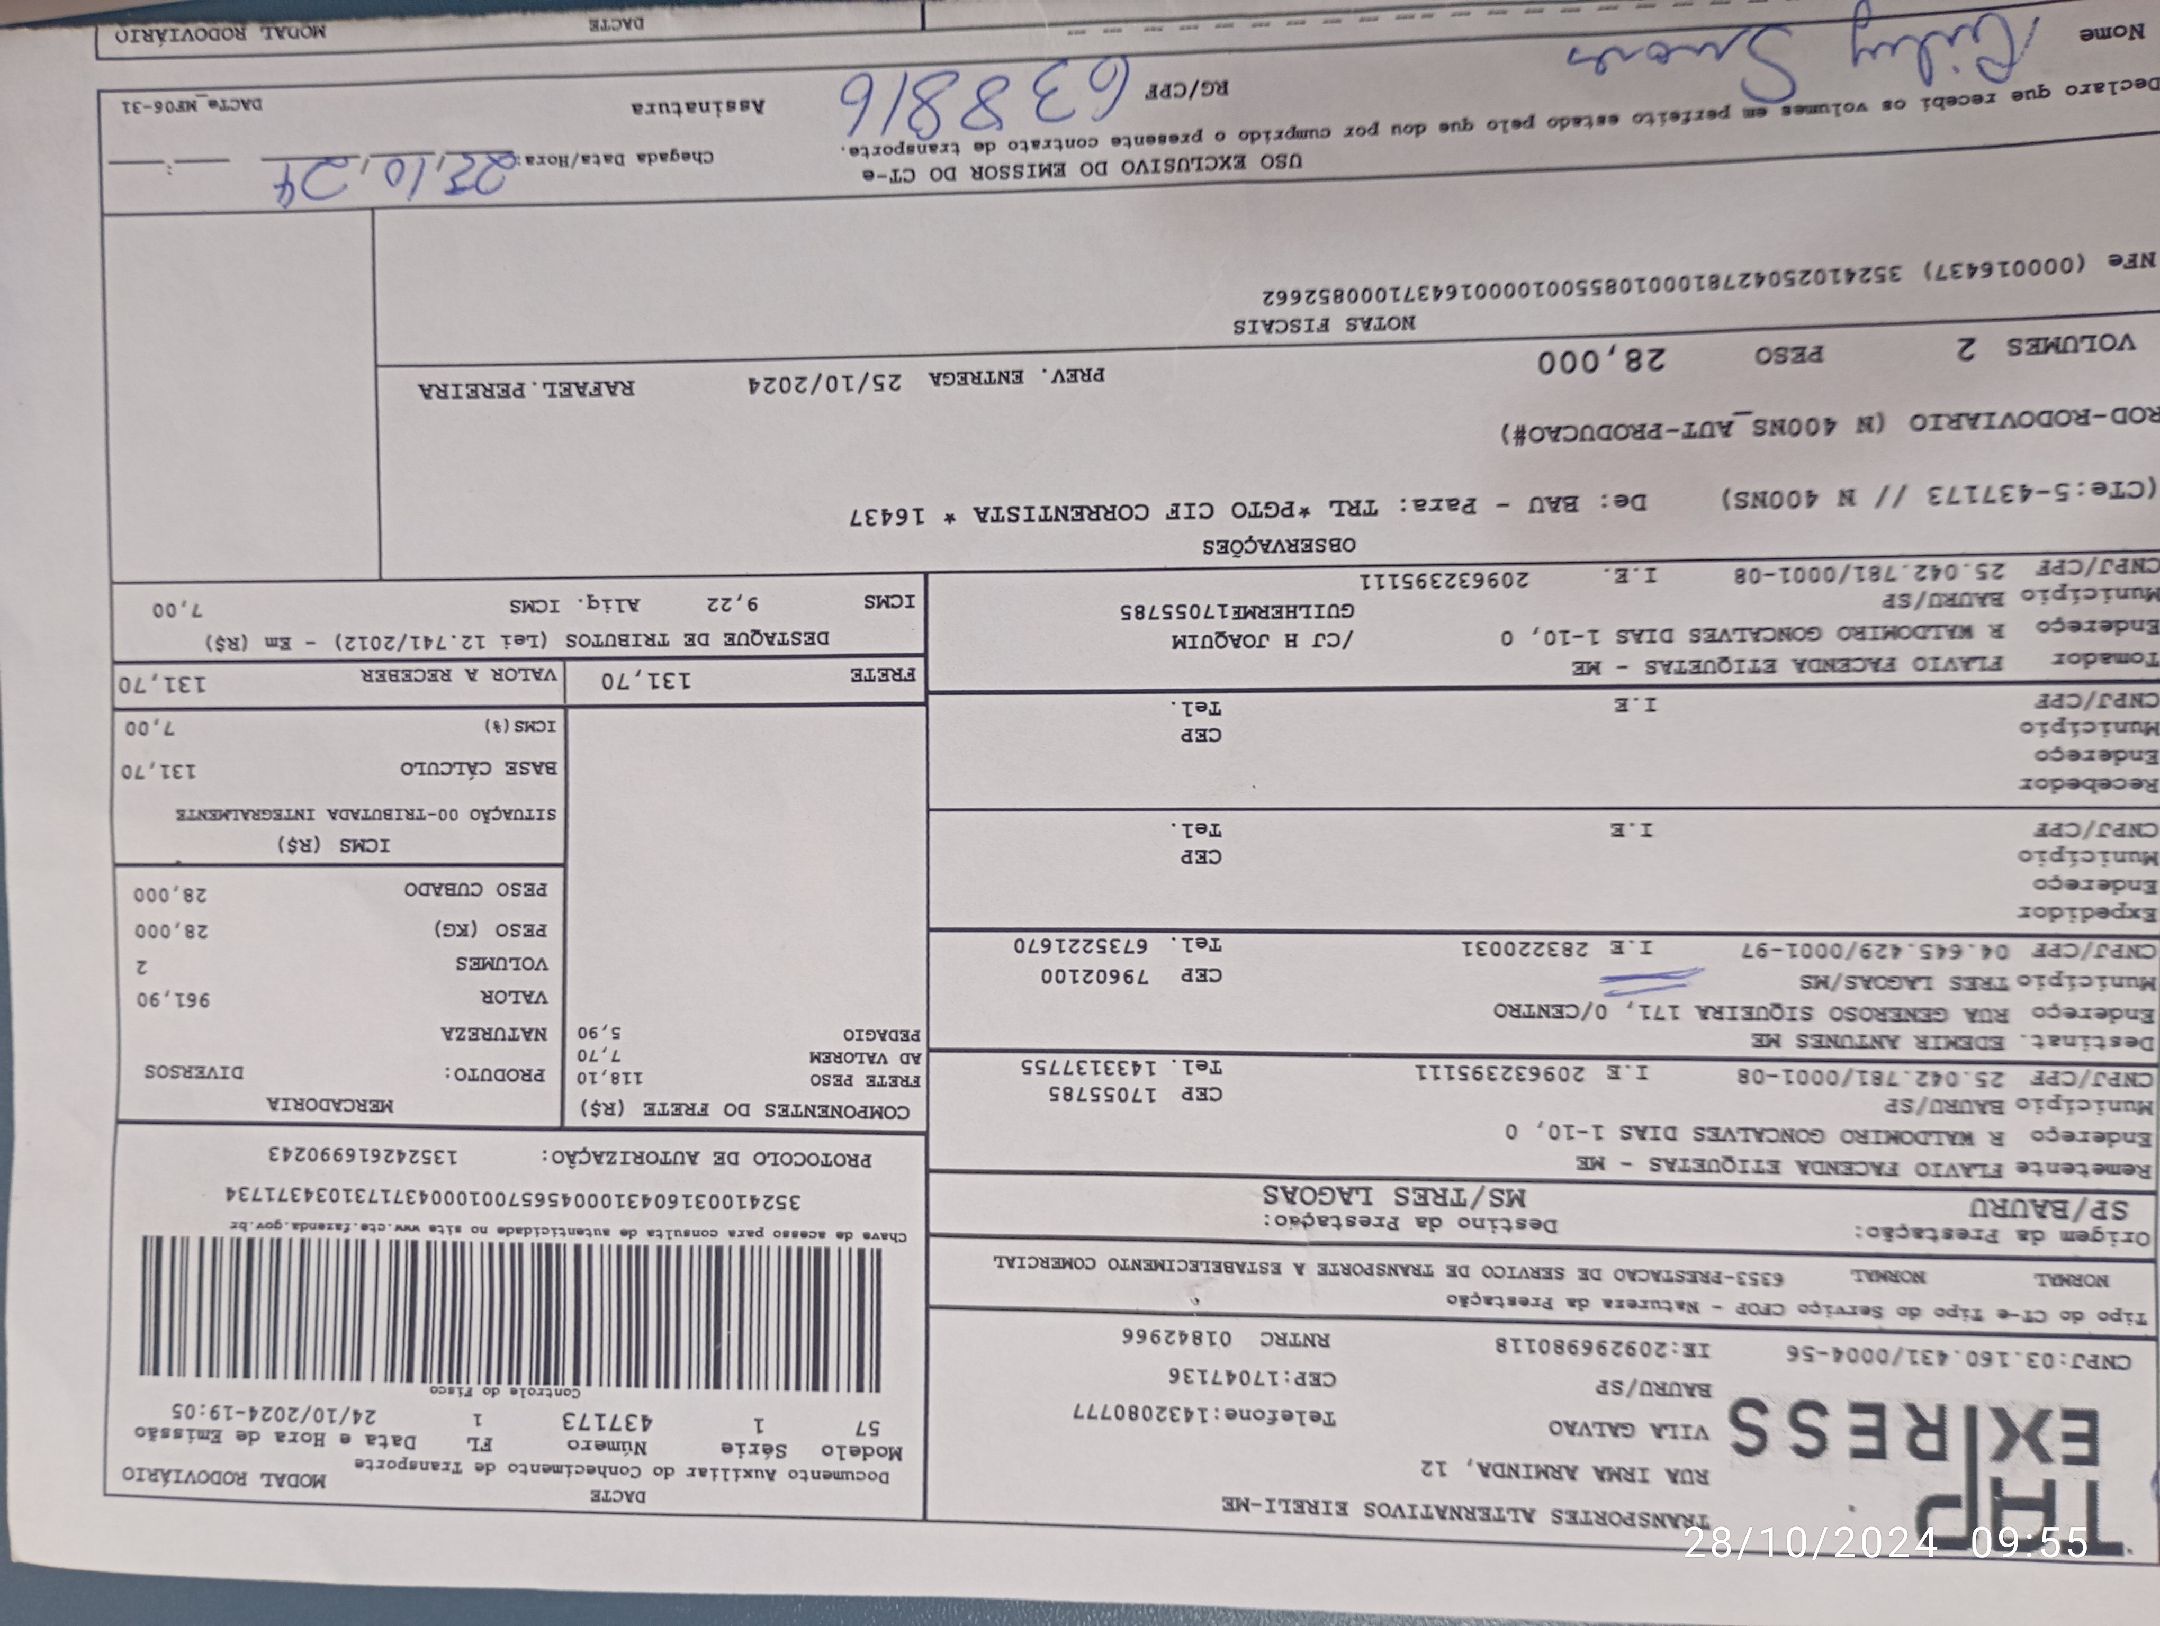 THP
EXPRESS
TRANSPORTES ALTERNATIVOS EIRELI-ME
RUA IRMA ARMINDA, 12
VILA GALVAO Telefone:1432080777
BAURU/SP CEP:17047136
CNPJ:03.160.431/0004-56 IE:209296980118 RNTRC 01842966
DACTE MODAL RODOVIÁRIO
Documento Auxiliar do Conhecimento de Transporte
Modelo Série Número FL Data e Hora de Emissão
57 1 437173 1 24/10/2024-19:05
Controle do Fisco
Chave de acesso para consulta de autenticidade no site www.cte.fazenda.gov.br
35241003160431000456570010004371731034371734
PROTOCOLO DE AUTORIZAÇÃO: 135242616990243
Tipo do CT-e Tipo do Serviço CFOP - Natureza da Prestação
NORMAL NORMAL 6353-PRESTACAO DE SERVICO DE TRANSPORTE A ESTABELECIMENTO COMERCIAL
Origem da Prestação: Destino da Prestação:
SP/BAURU MS/TRES LAGOAS
Remetente FLAVIO FACENDA ETIQUETAS - ME
Endereço R WALDOMIRO GONCALVES DIAS 1-10, 0
Município BAURU/SP CEP 17055785
CNPJ/CPF 25.042.781/0001-08 I.E 209632395111 Tel. 1433137755
Destinat. EDEMIR ANTUNES ME
Endereço RUA GENEROSO SIQUEIRA 171, 0/CENTRO
Município TRES LAGOAS/MS CEP 79602100
CNPJ/CPF 04.645.429/0001-97 I.E 283220031 Tel. 6735221670
Expedidor
Endereço
Município CEP
CNPJ/CPF I.E Tel.
Recebedor
Endereço
Município CEP
CNPJ/CPF I.E Tel.
Tomador FLAVIO FACENDA ETIQUETAS - ME
Endereço R WALDOMIRO GONCALVES DIAS 1-10, 0 /CJ H JOAQUIM
Município BAURU/SP GUILHERME17055785
CNPJ/CPF 25.042.781/0001-08 I.E. 209632395111
COMPONENTES DO FRETE (R$)
FRETE PESO 118,10
AD VALOREM 7,70
PEDAGIO 5,90
MERCADORIA
PRODUTO: DIVERSOS
NATUREZA
VALOR 961,90
VOLUMES 2
PESO (KG) 28,000
PESO CUBADO 28,000
ICMS (R$)
SITUAÇÃO 00-TRIBUTADA INTEGRALMENTE
BASE CÁLCULO 131,70
ICMS(%) 7,00
FRETE 131,70 VALOR A RECEBER 131,70
DESTAQUE DE TRIBUTOS (Lei 12.741/2012) - Em (R$)
ICMS 9,22 Alíq. ICMS 7,00
OBSERVAÇÕES
(CTe:5-437173 // N 400NS) De: BAU - Para: TRL *PGTO CIF CORRENTISTA * 16437
ROD-RODOVIARIO (N 400NS_AUT-PRODUCAO#)
VOLUMES 2 PESO 28,000 PREV. ENTREGA 25/10/2024 RAFAEL.PEREIRA
NOTAS FISCAIS
NFe (000016437) 35241025042781000108550010000164371000852662
USO EXCLUSIVO DO EMISSOR DO CT-e
Declaro que recebi os volumes em perfeito estado pelo que dou por cumprido o presente contrato de transporte.
Chegada Data/Hora: 10, 24 :
Nome RG/CPF 638816 Assinatura
DACTe_MF06-31
DACTE MODAL RODOVIÁRIO
28/10/2024 09:55